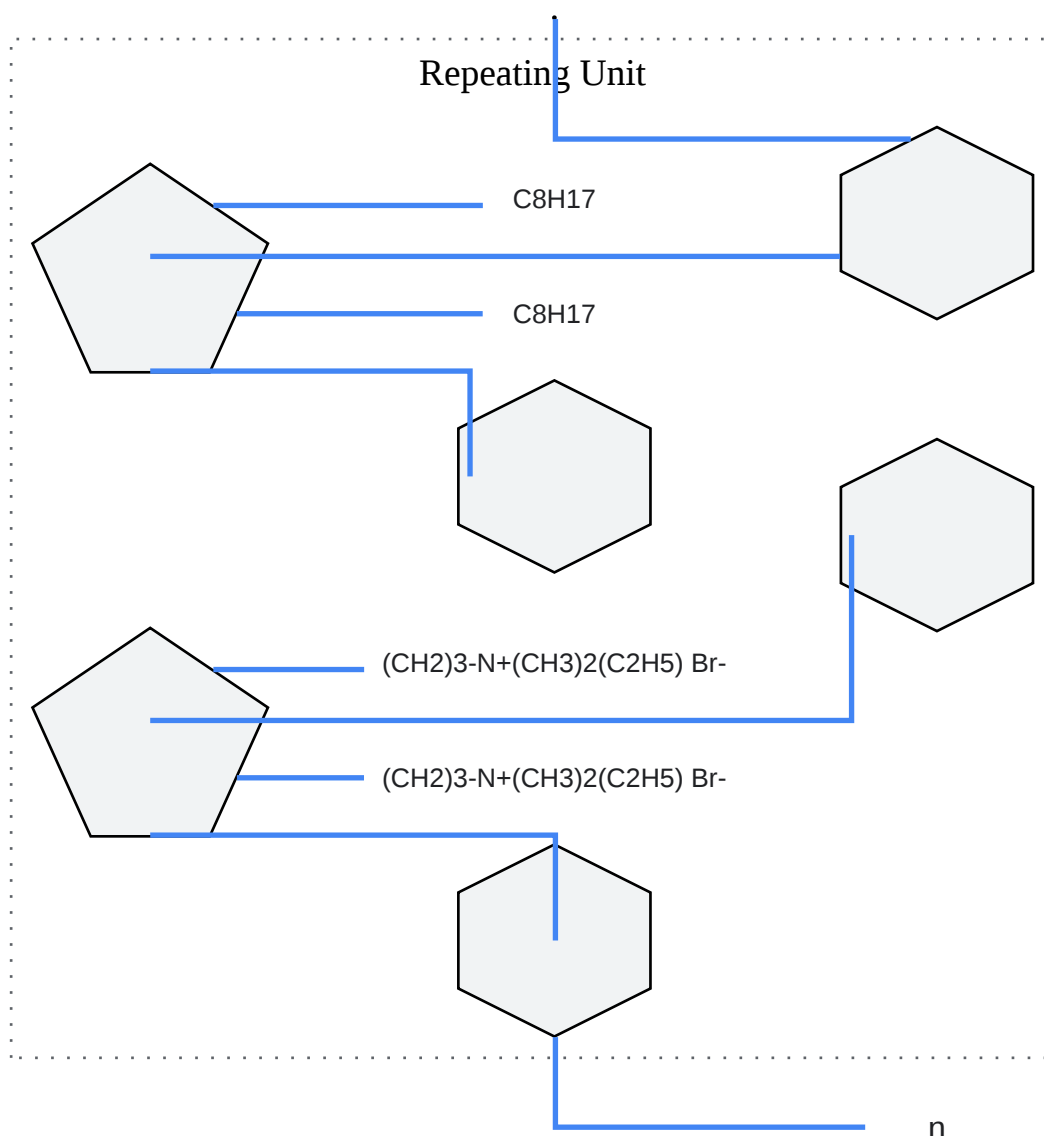 Repeating Unit
C8H17
C8H17
(CH2)3-N+(CH3)2(C2H5) Br-
(CH2)3-N+(CH3)2(C2H5) Br-
n